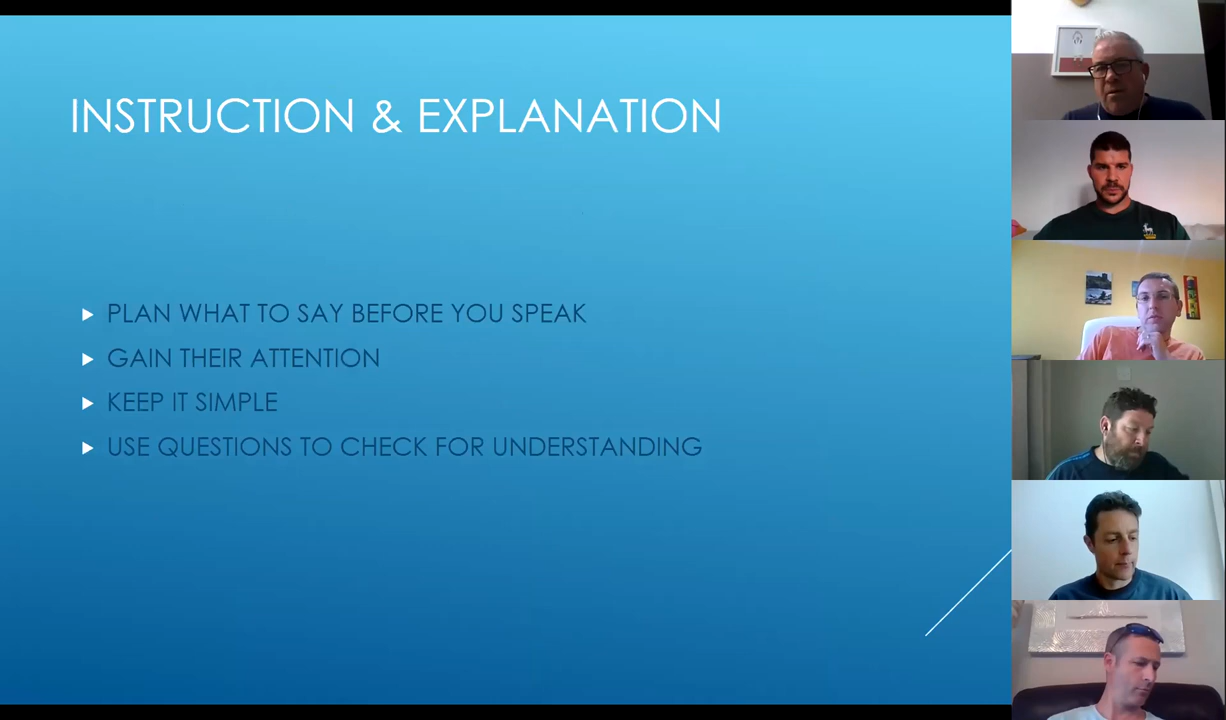 INSTRUCTION & EXPLANATION
PLAN WHAT TO SAY BEFORE YOU SPEAK
GAIN THEIR ATTENTION
KEEP IT SIMPLE
USE QUESTIONS TO CHECK FOR UNDERSTANDING